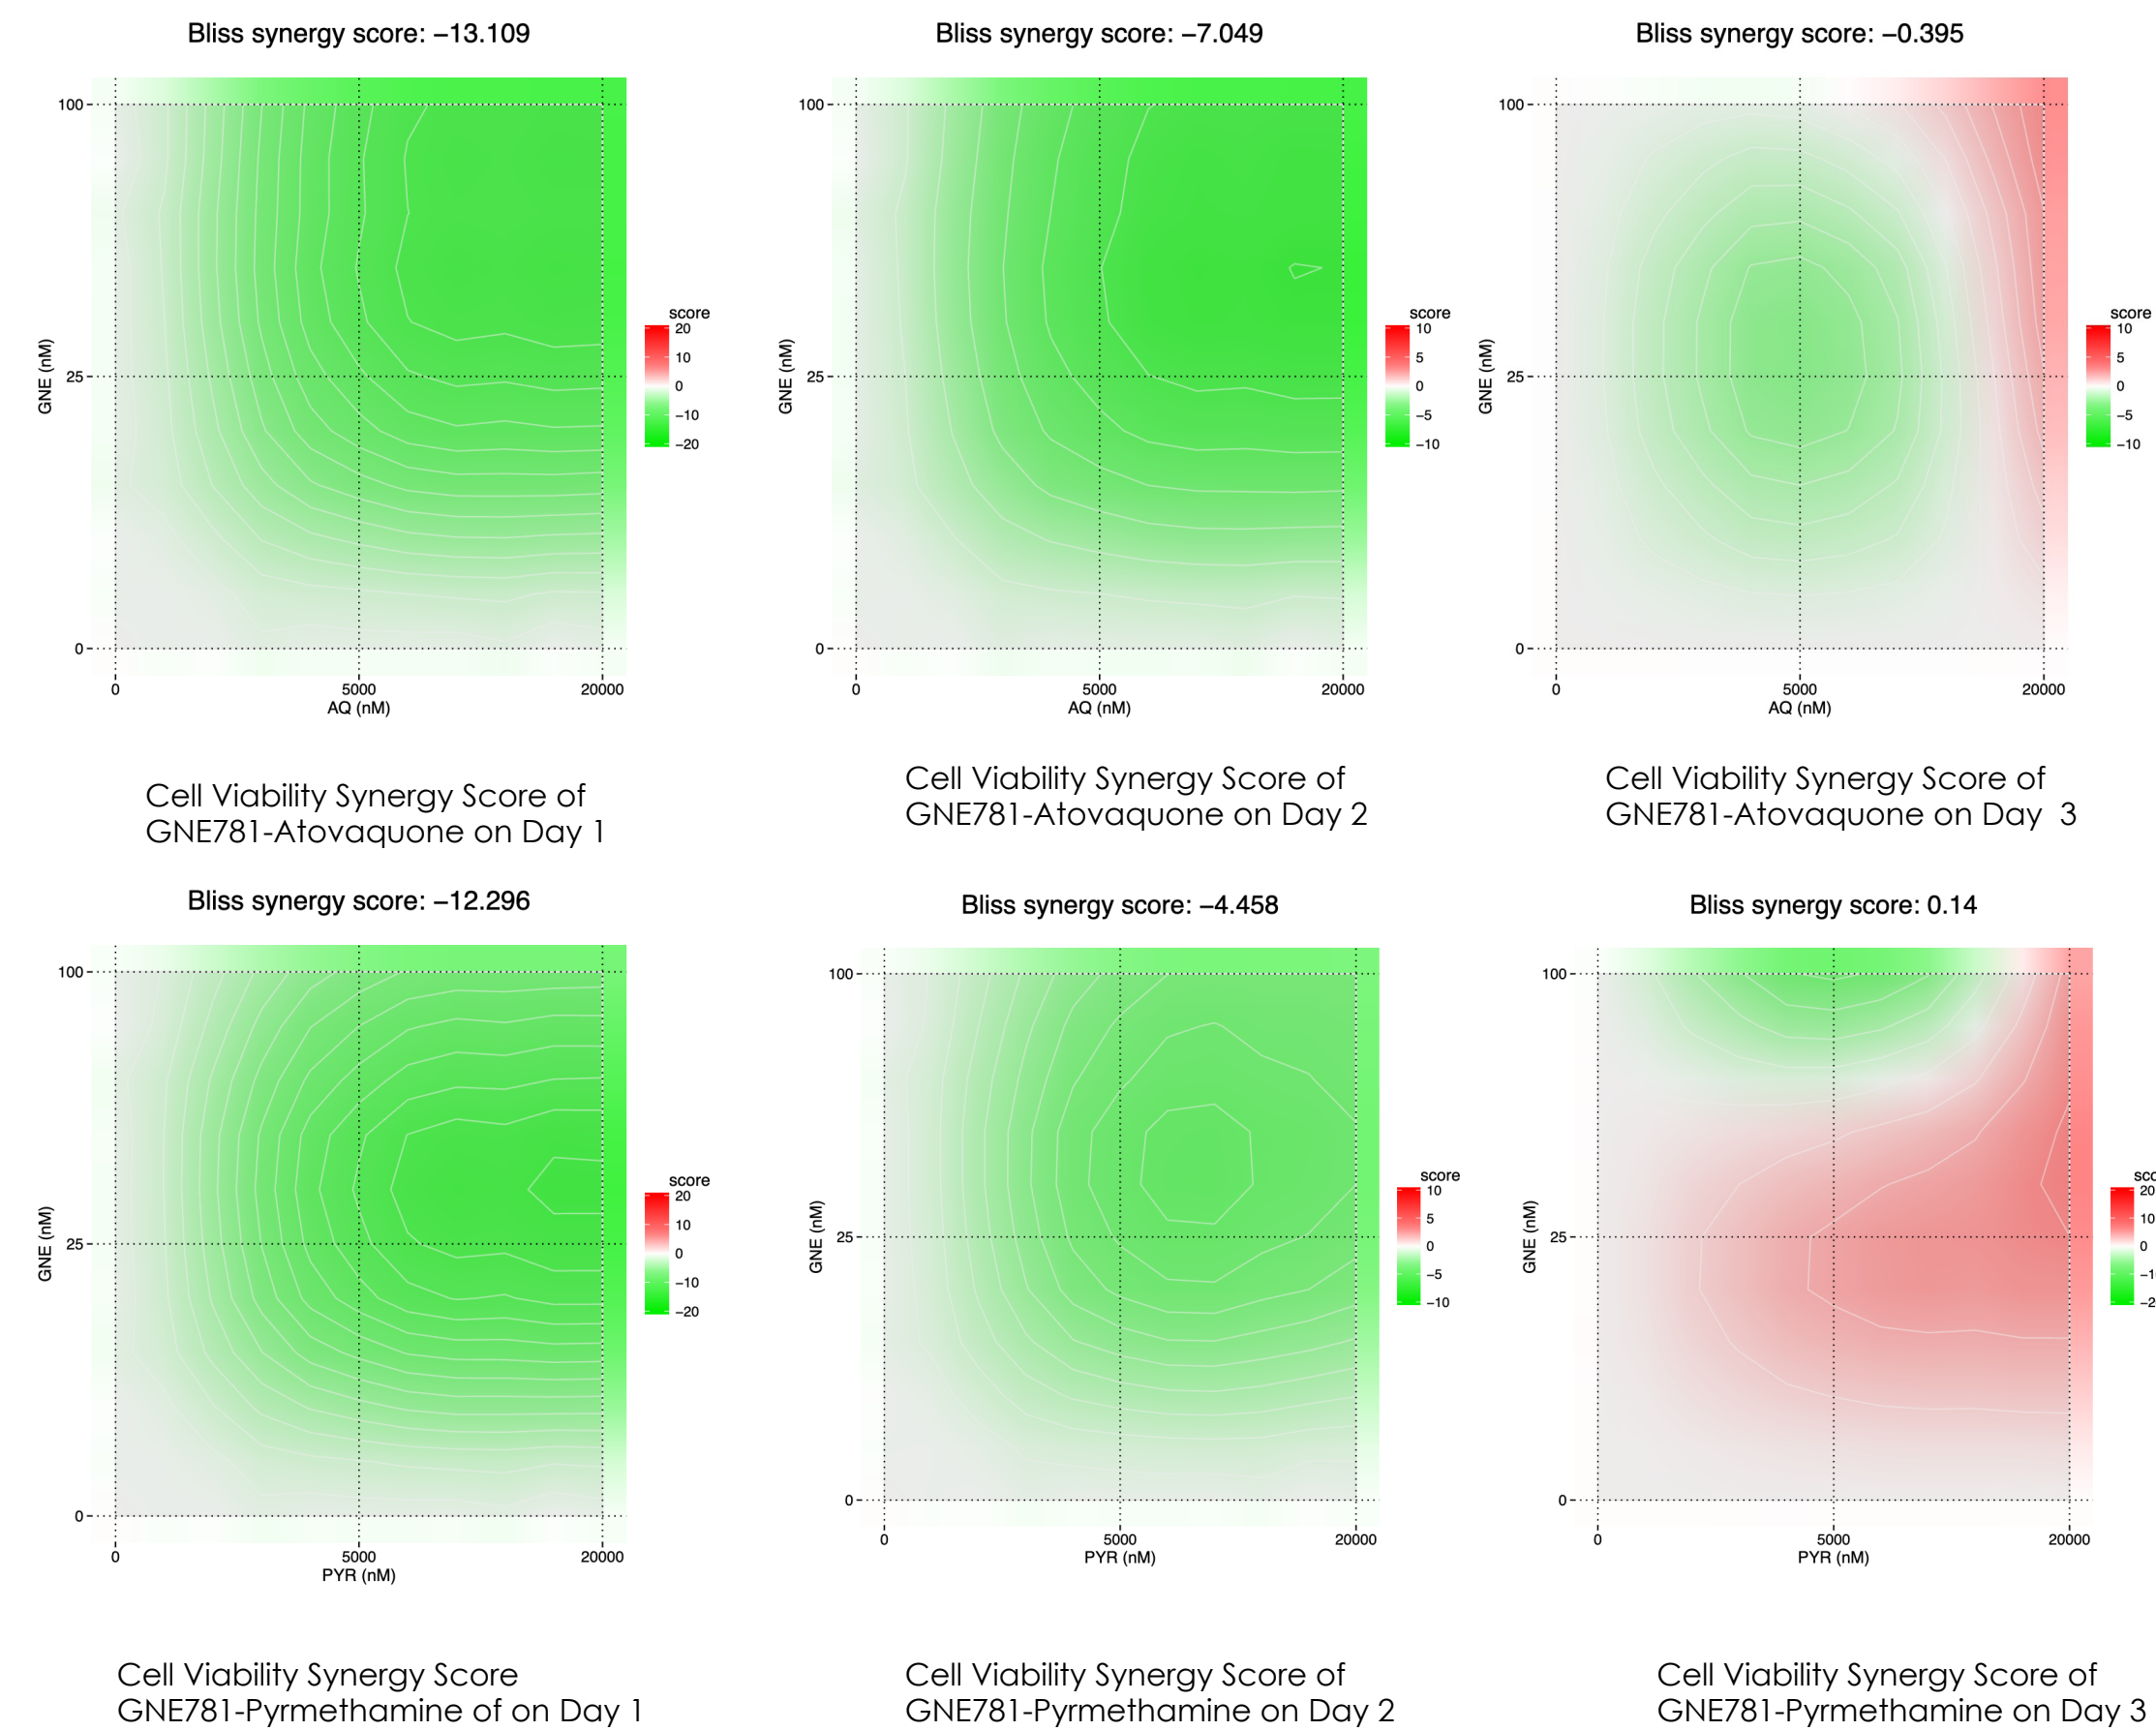 Bliss synergy score: −13.109
100
25
0
GNE (nM)
0 5000 20000
AQ (nM)
score
20
10
0
−10
−20
Cell Viability Synergy Score of
GNE781-Atovaquone on Day 1
Bliss synergy score: −7.049
100
25
0
GNE (nM)
0 5000 20000
AQ (nM)
score
10
5
0
−5
−10
Cell Viability Synergy Score of
GNE781-Atovaquone on Day 2
Bliss synergy score: −0.395
100
25
0
GNE (nM)
0 5000 20000
AQ (nM)
score
10
5
0
−5
−10
Cell Viability Synergy Score of
GNE781-Atovaquone on Day  3
Bliss synergy score: −12.296
100
25
0
GNE (nM)
0 5000 20000
PYR (nM)
score
20
10
0
−10
−20
Cell Viability Synergy Score
GNE781-Pyrmethamine of on Day 1
Bliss synergy score: −4.458
100
25
0
GNE (nM)
0 5000 20000
PYR (nM)
score
10
5
0
−5
−10
Cell Viability Synergy Score of
GNE781-Pyrmethamine on Day 2
Bliss synergy score: 0.14
100
25
0
GNE (nM)
0 5000 20000
PYR (nM)
20
10
0
Cell Viability Synergy Score of
GNE781-Pyrmethamine on Day 3